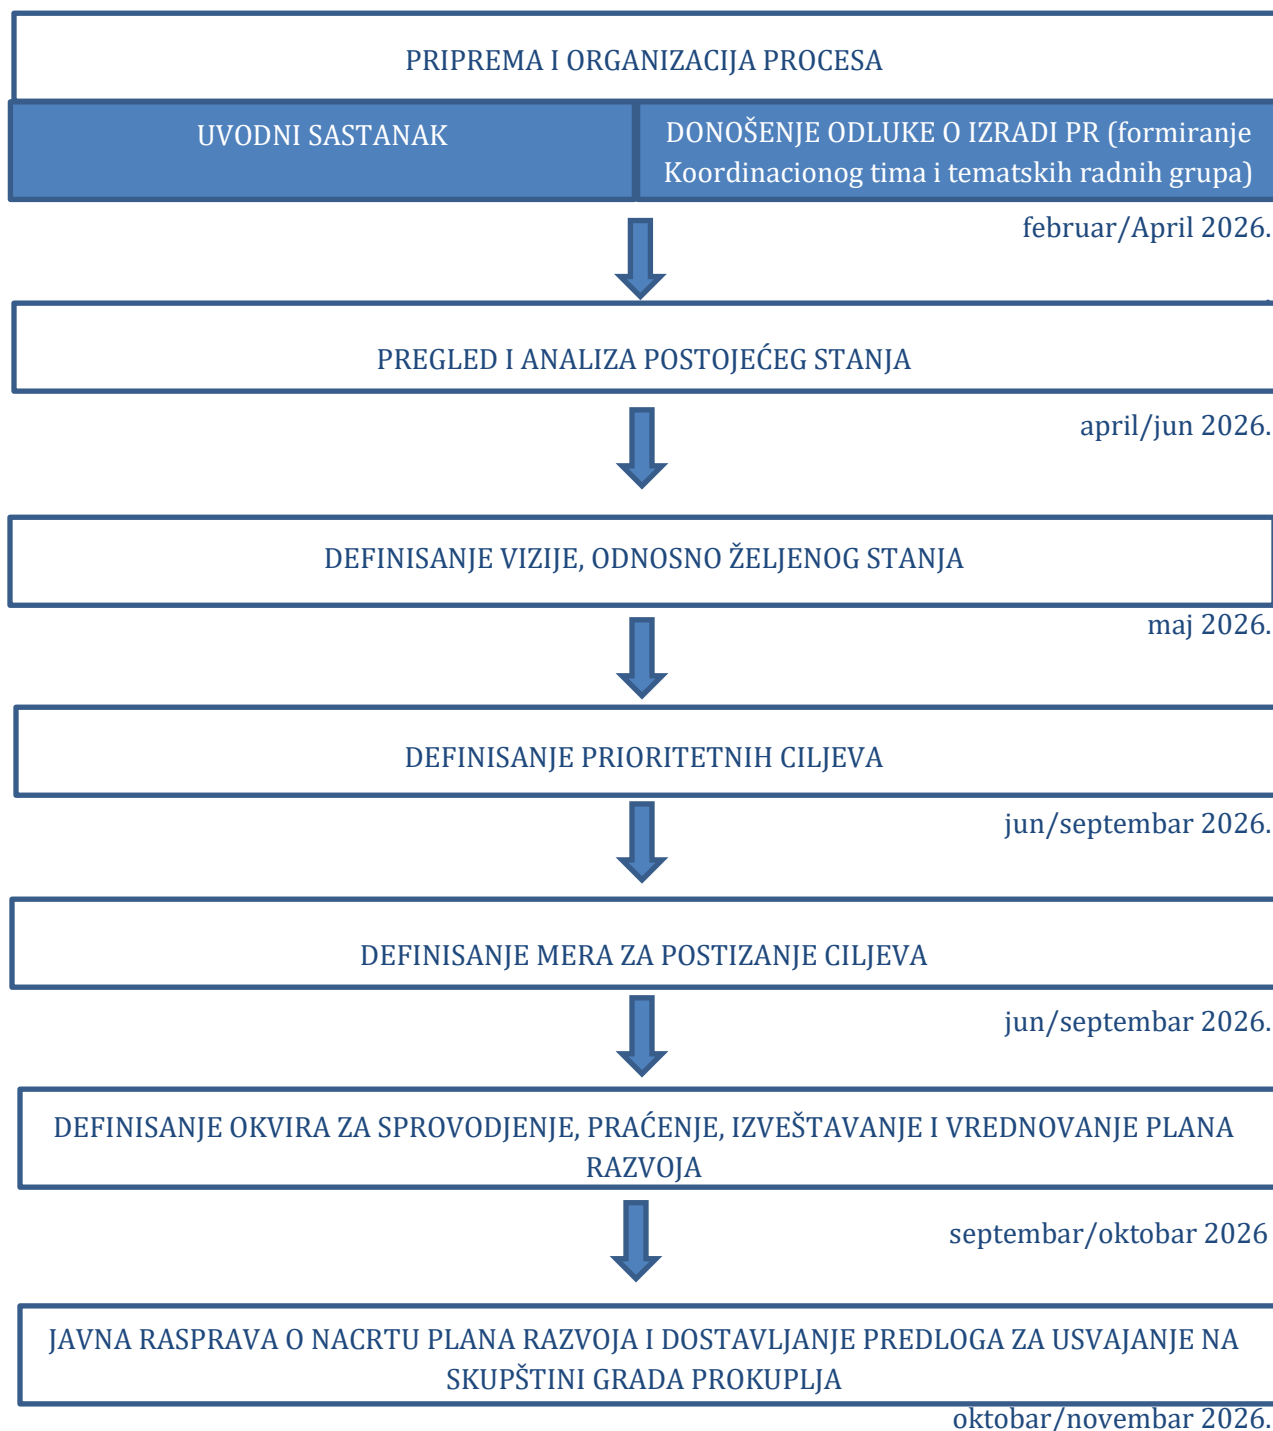 PRIPREMA I ORGANIZACIJA PROCESA
UVODNI SASTANAK
DONOŠENJE ODLUKE O IZRADI PR (formiranje
Koordinacionog tima i tematskih radnih grupa)
februar/April 2026.
PREGLED I ANALIZA POSTOJEĆEG STANJA
april/jun 2026.
DEFINISANJE VIZIJE, ODNOSNO ŽELJENOG STANJA
maj 2026.
DEFINISANJE PRIORITETNIH CILJEVA
jun/septembar 2026.
DEFINISANJE MERA ZA POSTIZANJE CILJEVA
jun/septembar 2026.
DEFINISANJE OKVIRA ZA SPROVODJENJE, PRAĆENJE, IZVEŠTAVANJE I VREDNOVANJE PLANA
RAZVOJA
septembar/oktobar 2026
JAVNA RASPRAVA O NACRTU PLANA RAZVOJA I DOSTAVLJANJE PREDLOGA ZA USVAJANJE NA
SKUPŠTINI GRADA PROKUPLJA
oktobar/novembar 2026.